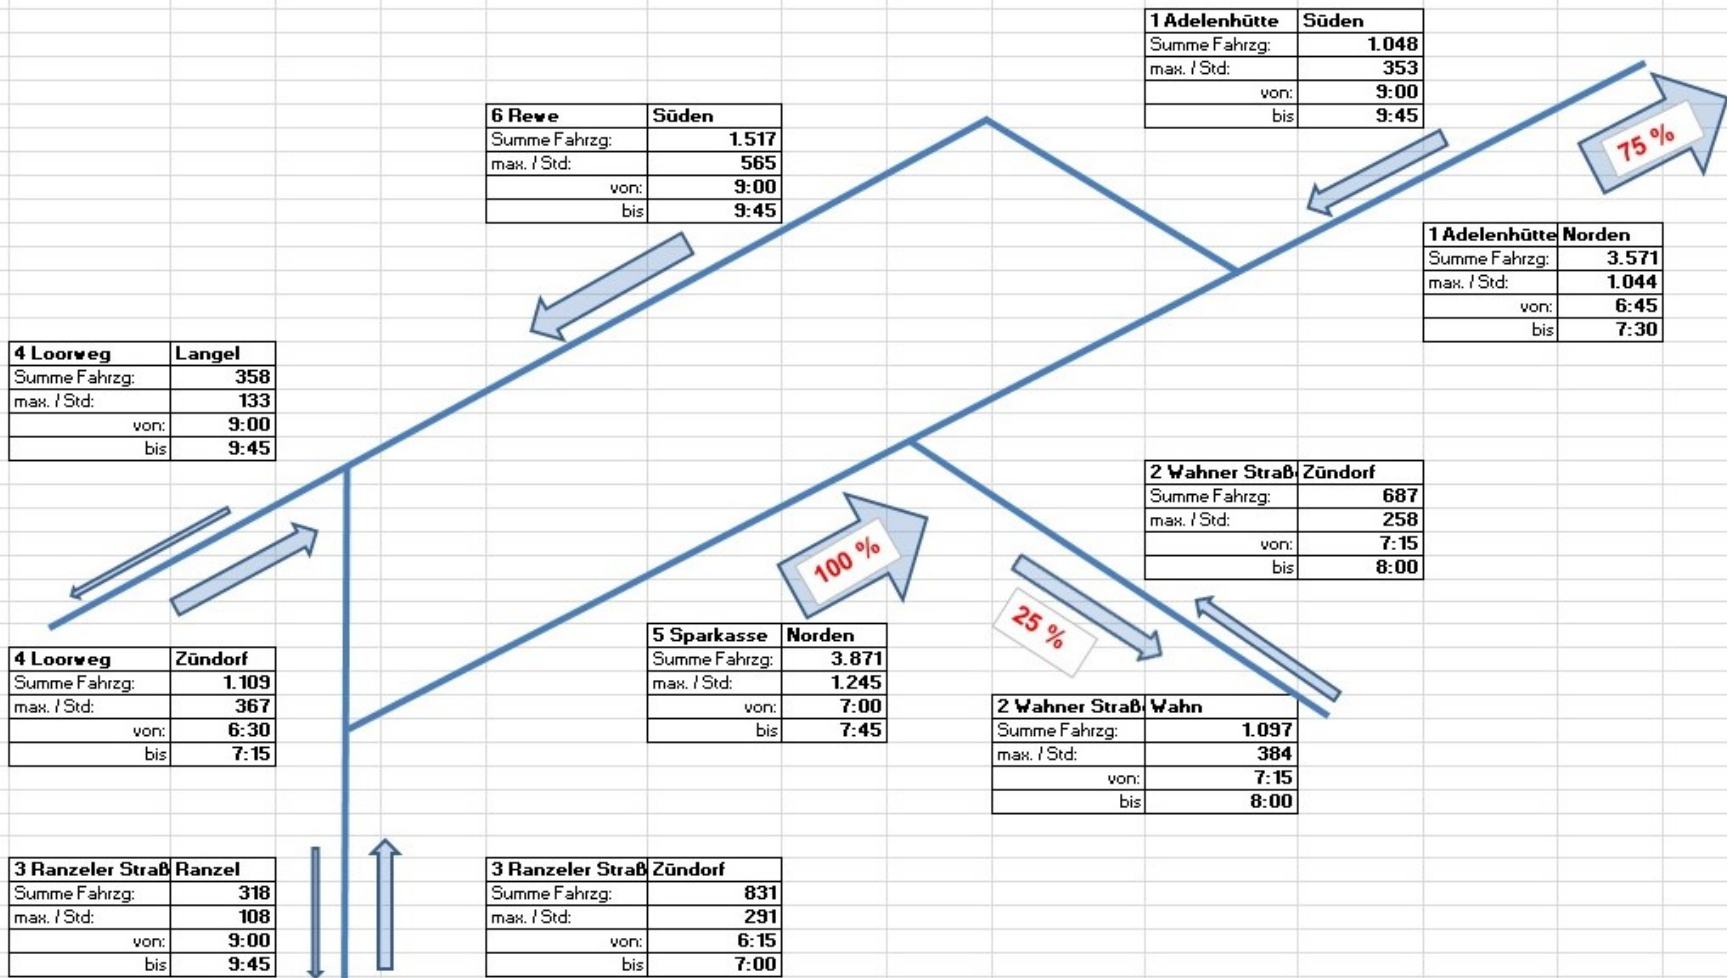 1 Adelenhütte Süden
Summe Fahrzg: 1.048
max. / Std: 353
von: 9:00
bis 9:45
75 %
6 Rewe Süden
Summe Fahrzg: 1.517
max. / Std: 565
von: 9:00
bis 9:45
1 Adelenhütte Norden
Summe Fahrzg: 3.571
max. / Std: 1.044
von: 6:45
bis 7:30
4 Loorweg Langel
Summe Fahrzg: 358
max. / Std: 133
von: 9:00
bis 9:45
2 Wahner Straß Zündorf
Summe Fahrzg: 687
max. / Std: 258
von: 7:15
bis 8:00
100 %
25 %
5 Sparkasse Norden
Summe Fahrzg: 3.871
max. / Std: 1.245
von: 7:00
bis 7:45
4 Loorweg Zündorf
Summe Fahrzg: 1.109
max. / Std: 367
von: 6:30
bis 7:15
2 Wahner Straß Wahn
Summe Fahrzg: 1.097
max. / Std: 384
von: 7:15
bis 8:00
3 Ranzeler Straß Ranzel
Summe Fahrzg: 318
max. / Std: 108
von: 9:00
bis 9:45
3 Ranzeler Straß Zündorf
Summe Fahrzg: 831
max. / Std: 291
von: 6:15
bis 7:00